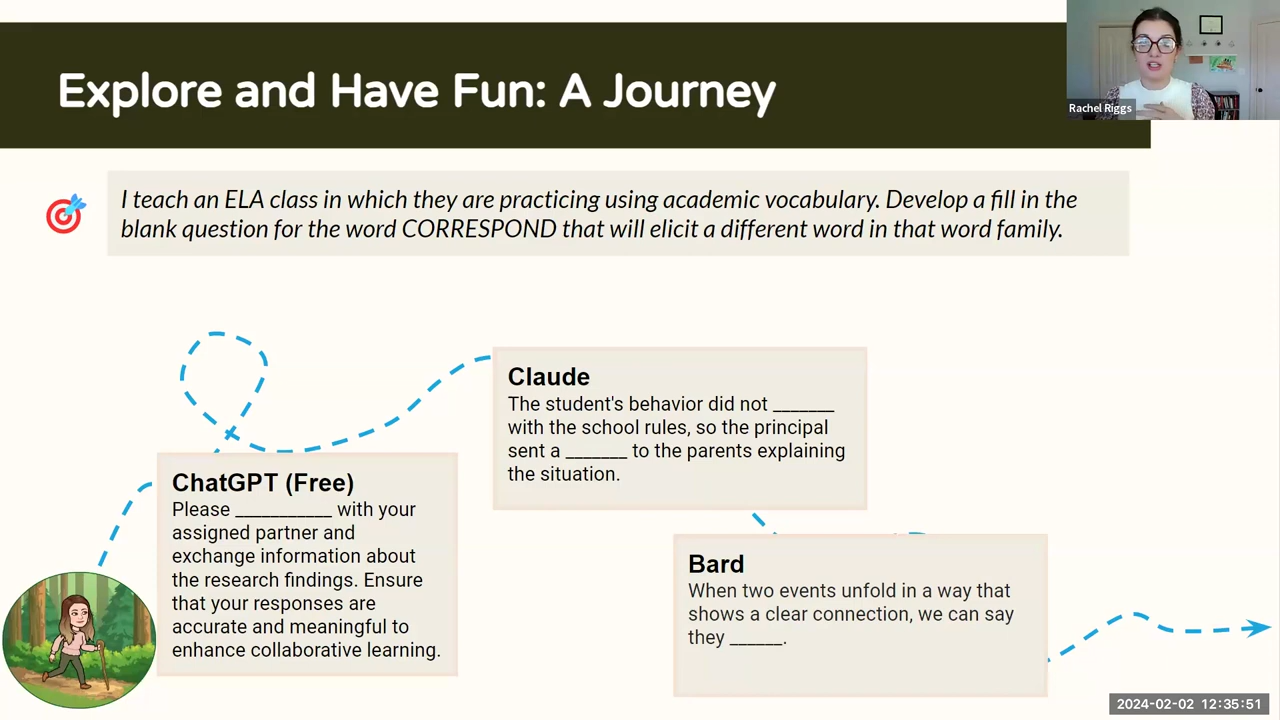 Explore and Have Fun: A Journey
Rachel Riggs
I teach an ELA class in which they are practicing using academic vocabulary. Develop a fill in the
blank question for the word CORRESPOND that will elicit a different word in that word family.
Claude
The student's behavior did not _______
with the school rules, so the principal
sent a _______ to the parents explaining
the situation.
ChatGPT (Free)
Please ___________ with your
assigned partner and
exchange information about
the research findings. Ensure
that your responses are
accurate and meaningful to
enhance collaborative learning.
Bard
When two events unfold in a way that
shows a clear connection, we can say
they ______.
2024-02-02 12:35:51